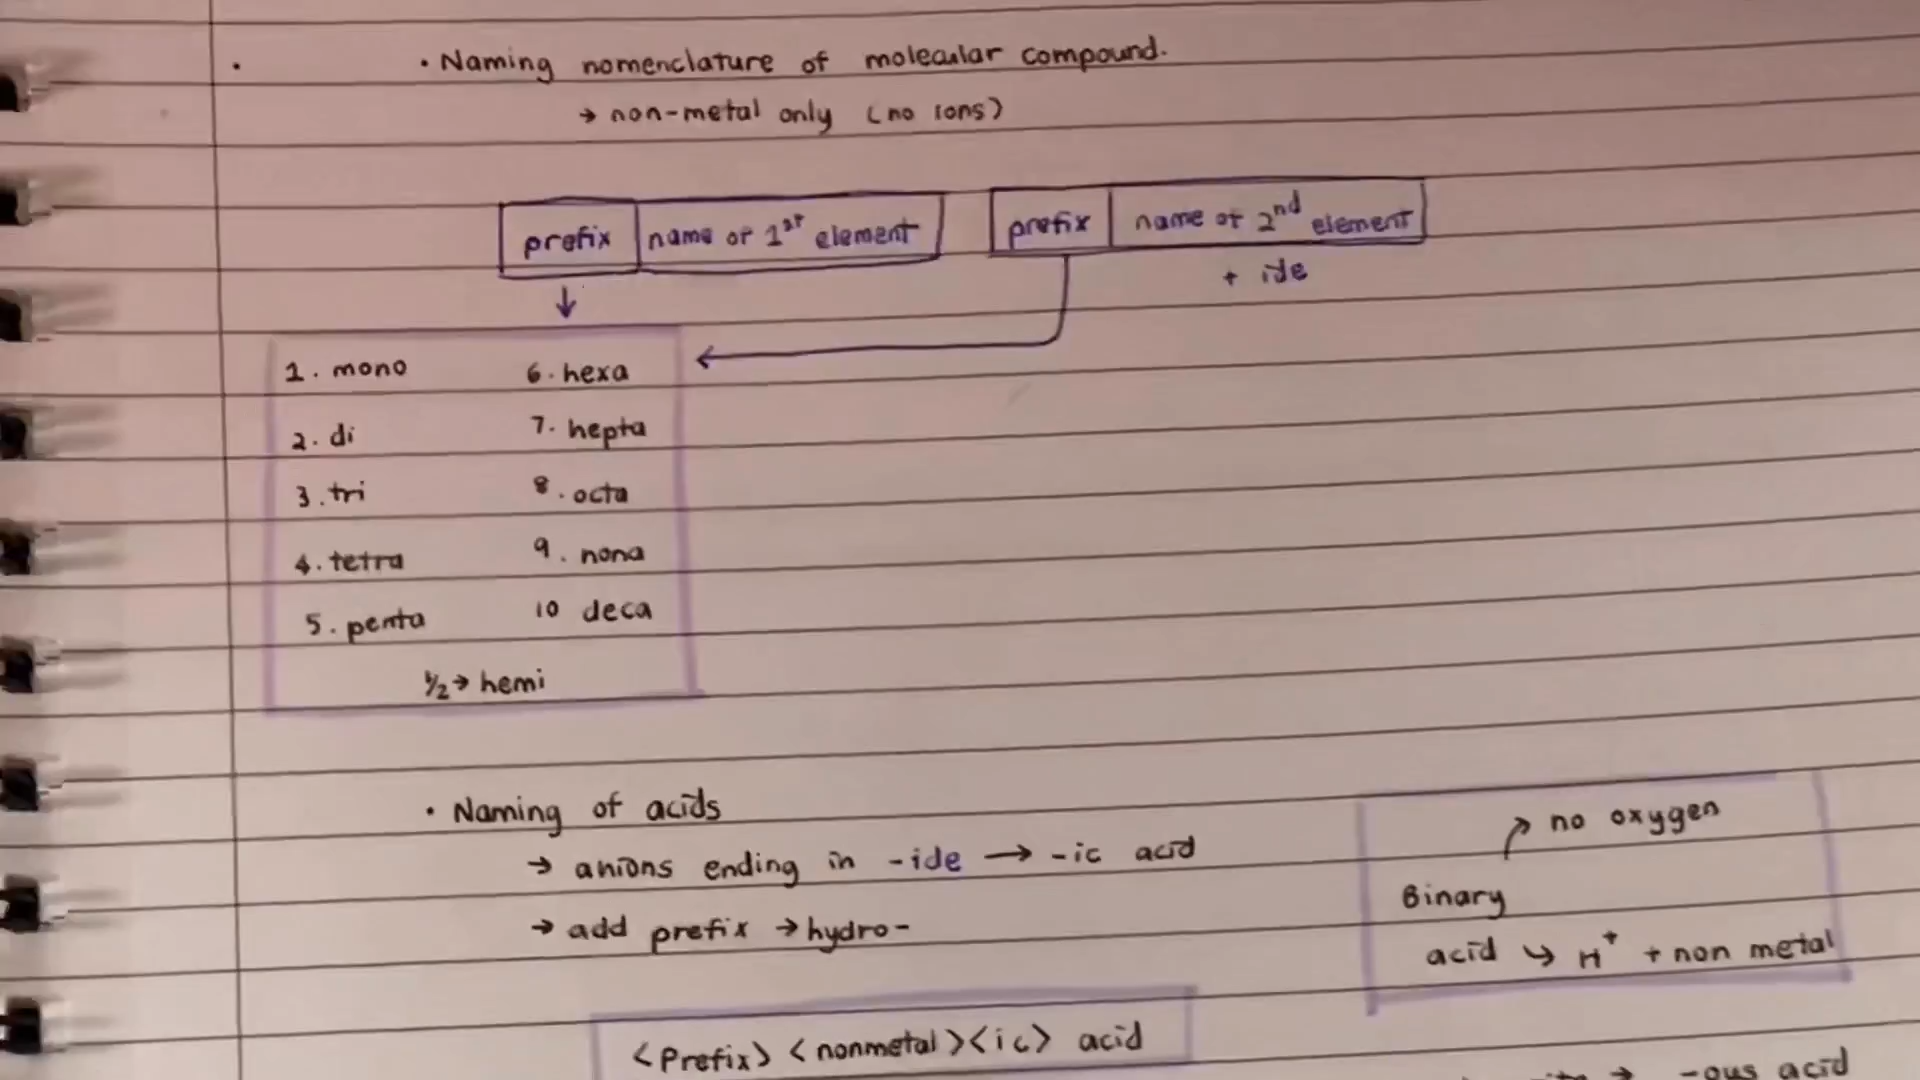 • Naming nomenclature of molecular compound.
→ non-metal only (no ions)
prefix name of 1st element prefix name of 2nd element
+ ide
1. mono 6. hexa
2. di 7. hepta
3. tri 8. octa
4. tetra 9. nona
5. penta 10 deca
½ → hemi
• Naming of acids
→ anions ending in -ide → -ic acid
→ add prefix → hydro-
no oxygen
Binary
acid ↳ H⁺ + non metal
<Prefix> <nonmetal><ic> acid
→ -ous acid